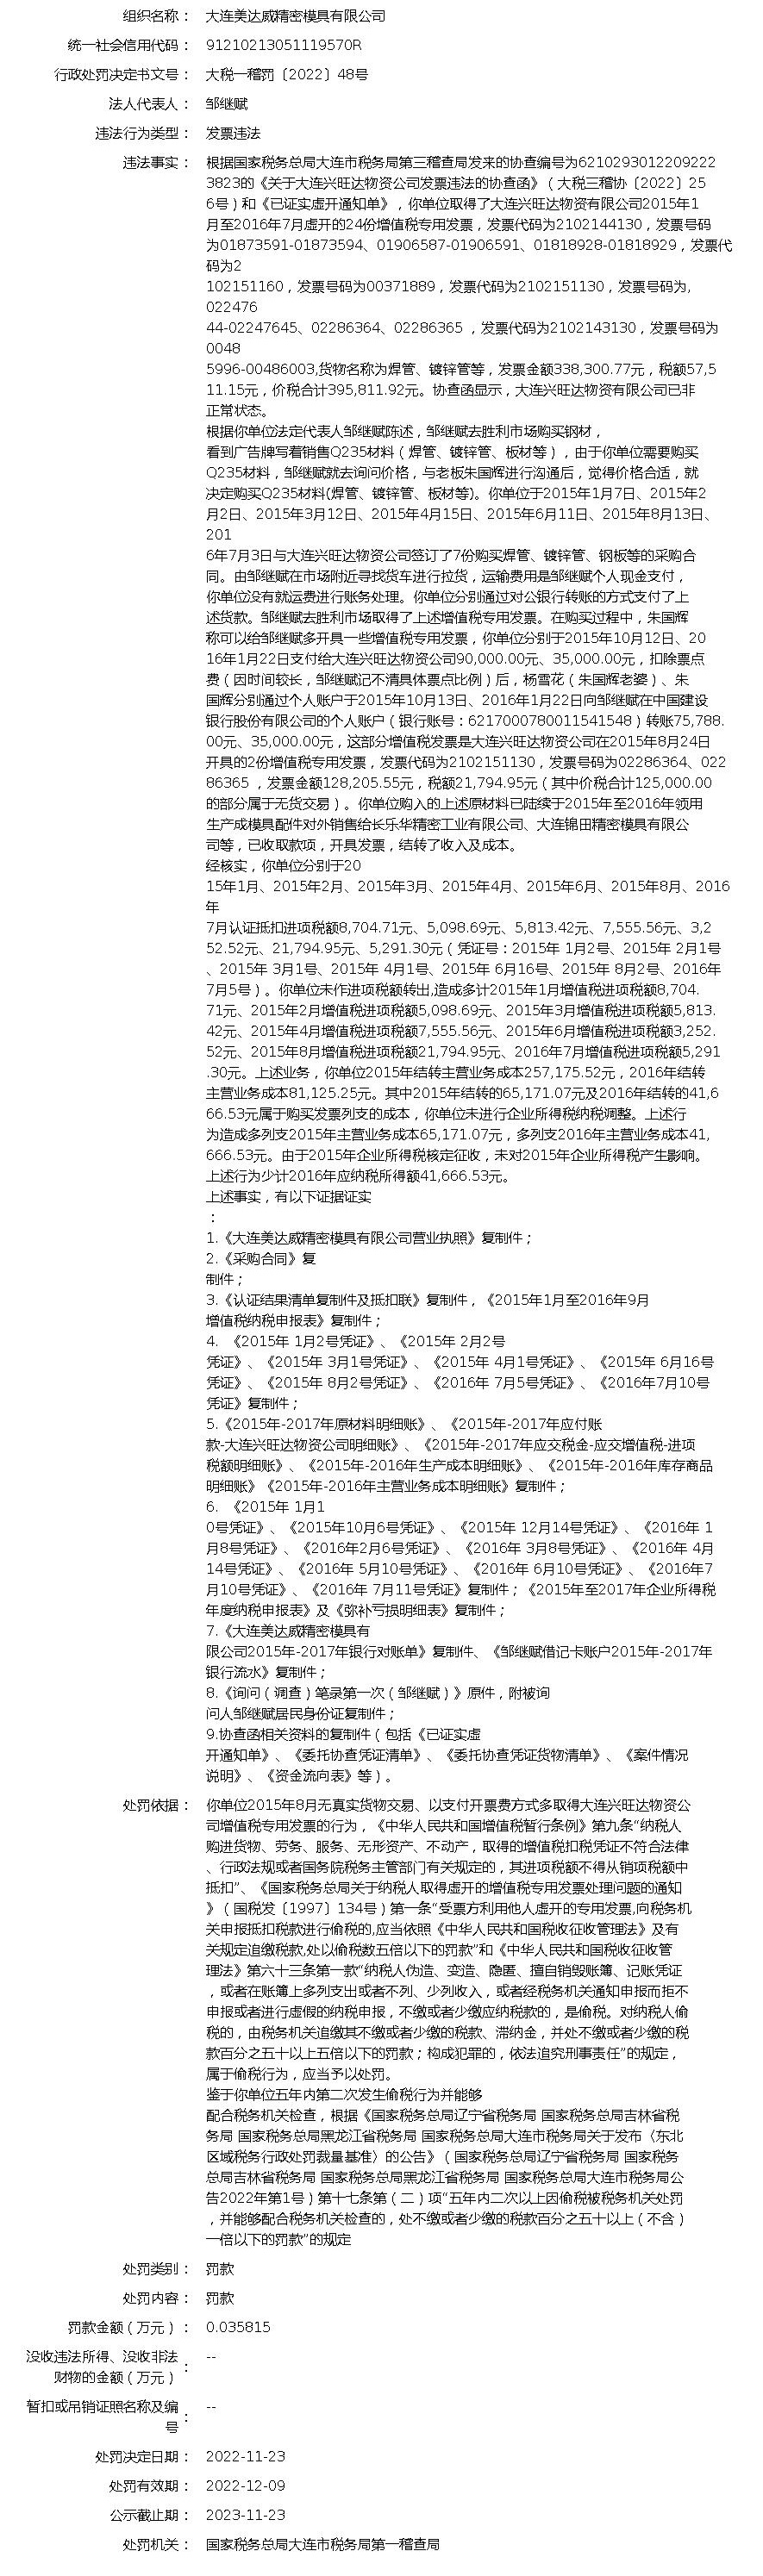 组织名称： 大连美达威精密模具有限公司
统一社会信用代码： 91210213051119570R
行政处罚决定书文号： 大税一稽罚〔2022〕48号
法人代表人： 邹继赋
违法行为类型： 发票违法
违法事实： 根据国家税务总局大连市税务局第三稽查局发来的协查编号为6210293012209222
3823的《关于大连兴旺达物资公司发票违法的协查函》（大税三稽协〔2022〕25
6号）和《已证实虚开通知单》，你单位取得了大连兴旺达物资有限公司2015年1
月至2016年7月虚开的24份增值税专用发票，发票代码为2102144130，发票号码
为01873591-01873594、01906587-01906591、01818928-01818929，发票代
码为2
102151160，发票号码为00371889，发票代码为2102151130，发票号码为,
022476
44-02247645、02286364、02286365 ，发票代码为2102143130，发票号码为
0048
5996-00486003,货物名称为焊管、镀锌管等，发票金额338,300.77元，税额57,5
11.15元，价税合计395,811.92元。协查函显示，大连兴旺达物资有限公司已非
正常状态。
根据你单位法定代表人邹继赋陈述，邹继赋去胜利市场购买钢材，
看到广告牌写着销售Q235材料（焊管、镀锌管、板材等），由于你单位需要购买
Q235材料，邹继赋就去询问价格，与老板朱国辉进行沟通后，觉得价格合适，就
决定购买Q235材料(焊管、镀锌管、板材等)。你单位于2015年1月7日、2015年2
月2日、2015年3月12日、2015年4月15日、2015年6月11日、2015年8月13日、
201
6年7月3日与大连兴旺达物资公司签订了7份购买焊管、镀锌管、钢板等的采购合
同。由邹继赋在市场附近寻找货车进行拉货，运输费用是邹继赋个人现金支付，
你单位没有就运费进行账务处理。你单位分别通过对公银行转账的方式支付了上
述货款。邹继赋去胜利市场取得了上述增值税专用发票。在购买过程中，朱国辉
称可以给邹继赋多开具一些增值税专用发票，你单位分别于2015年10月12日、20
16年1月22日支付给大连兴旺达物资公司90,000.00元、35,000.00元，扣除票点
费（因时间较长，邹继赋记不清具体票点比例）后，杨雪花（朱国辉老婆）、朱
国辉分别通过个人账户于2015年10月13日、2016年1月22日向邹继赋在中国建设
银行股份有限公司的个人账户（银行账号：6217000780011541548）转账75,788.
00元、35,000.00元，这部分增值税发票是大连兴旺达物资公司在2015年8月24日
开具的2份增值税专用发票，发票代码为2102151130，发票号码为02286364、022
86365 ，发票金额128,205.55元，税额21,794.95元（其中价税合计125,000.00
的部分属于无货交易）。你单位购入的上述原材料已陆续于2015年至2016年领用
生产成模具配件对外销售给长乐华精密工业有限公司、大连锦田精密模具有限公
司等，已收取款项，开具发票，结转了收入及成本。
经核实，你单位分别于20
15年1月、2015年2月、2015年3月、2015年4月、2015年6月、2015年8月、2016
年
7月认证抵扣进项税额8,704.71元、5,098.69元、5,813.42元、7,555.56元、3,2
52.52元、21,794.95元、5,291.30元（凭证号：2015年 1月2号、2015年 2月1号
、2015年 3月1号、2015年 4月1号、2015年 6月16号、2015年 8月2号、2016年
7月5号）。你单位未作进项税额转出,造成多计2015年1月增值税进项税额8,704.
71元、2015年2月增值税进项税额5,098.69元、2015年3月增值税进项税额5,813.
42元、2015年4月增值税进项税额7,555.56元、2015年6月增值税进项税额3,252.
52元、2015年8月增值税进项税额21,794.95元、2016年7月增值税进项税额5,291
.30元。上述业务，你单位2015年结转主营业务成本257,175.52元，2016年结转
主营业务成本81,125.25元。其中2015年结转的65,171.07元及2016年结转的41,6
66.53元属于购买发票列支的成本，你单位未进行企业所得税纳税调整。上述行
为造成多列支2015年主营业务成本65,171.07元，多列支2016年主营业务成本41,
666.53元。由于2015年企业所得税核定征收，未对2015年企业所得税产生影响。
上述行为少计2016年应纳税所得额41,666.53元。
上述事实，有以下证据证实
：
1.《大连美达威精密模具有限公司营业执照》复制件；
2.《采购合同》复
制件；
3.《认证结果清单复制件及抵扣联》复制件，《2015年1月至2016年9月
增值税纳税申报表》复制件；
4. 《2015年 1月2号凭证》、《2015年 2月2号
凭证》、《2015年 3月1号凭证》、《2015年 4月1号凭证》、《2015年 6月16号
凭证》、《2015年 8月2号凭证》、《2016年 7月5号凭证》、《2016年7月10号
凭证》复制件；
5.《2015年-2017年原材料明细账》、《2015年-2017年应付账
款-大连兴旺达物资公司明细账》、《2015年-2017年应交税金-应交增值税-进项
税额明细账》、《2015年-2016年生产成本明细账》、《2015年-2016年库存商品
明细账》《2015年-2016年主营业务成本明细账》复制件；
6. 《2015年 1月1
0号凭证》、《2015年10月6号凭证》、《2015年 12月14号凭证》、《2016年 1
月8号凭证》、《2016年2月6号凭证》、《2016年 3月8号凭证》、《2016年 4月
14号凭证》、《2016年 5月10号凭证》、《2016年 6月10号凭证》、《2016年7
月10号凭证》、《2016年 7月11号凭证》复制件；《2015年至2017年企业所得税
年度纳税申报表》及《弥补亏损明细表》复制件；
7.《大连美达威精密模具有
限公司2015年-2017年银行对账单》复制件、《邹继赋借记卡账户2015年-2017年
银行流水》复制件；
8.《询问（调查）笔录第一次（邹继赋）》原件，附被询
问人邹继赋居民身份证复制件；
9.协查函相关资料的复制件（包括《已证实虚
开通知单》、《委托协查凭证清单》、《委托协查凭证货物清单》、《案件情况
说明》、《资金流向表》等）。
处罚依据： 你单位2015年8月无真实货物交易、以支付开票费方式多取得大连兴旺达物资公
司增值税专用发票的行为，《中华人民共和国增值税暂行条例》第九条“纳税人
购进货物、劳务、服务、无形资产、不动产，取得的增值税扣税凭证不符合法律
、行政法规或者国务院税务主管部门有关规定的，其进项税额不得从销项税额中
抵扣”、《国家税务总局关于纳税人取得虚开的增值税专用发票处理问题的通知
》（国税发〔1997〕134号）第一条“受票方利用他人虚开的专用发票,向税务机
关申报抵扣税款进行偷税的,应当依照《中华人民共和国税收征收管理法》及有
关规定追缴税款,处以偷税数五倍以下的罚款”和《中华人民共和国税收征收管
理法》第六十三条第一款“纳税人伪造、变造、隐匿、擅自销毁账簿、记账凭证
，或者在账簿上多列支出或者不列、少列收入，或者经税务机关通知申报而拒不
申报或者进行虚假的纳税申报，不缴或者少缴应纳税款的，是偷税。对纳税人偷
税的，由税务机关追缴其不缴或者少缴的税款、滞纳金，并处不缴或者少缴的税
款百分之五十以上五倍以下的罚款；构成犯罪的，依法追究刑事责任”的规定，
属于偷税行为，应当予以处罚。
鉴于你单位五年内第二次发生偷税行为并能够
配合税务机关检查，根据《国家税务总局辽宁省税务局 国家税务总局吉林省税
务局 国家税务总局黑龙江省税务局 国家税务总局大连市税务局关于发布〈东北
区域税务行政处罚裁量基准〉的公告》（国家税务总局辽宁省税务局 国家税务
总局吉林省税务局 国家税务总局黑龙江省税务局 国家税务总局大连市税务局公
告2022年第1号）第十七条第（二）项“五年内二次以上因偷税被税务机关处罚
，并能够配合税务机关检查的，处不缴或者少缴的税款百分之五十以上（不含）
一倍以下的罚款”的规定
处罚类别： 罚款
处罚内容： 罚款
罚款金额（万元）： 0.035815
没收违法所得、没收非法财物的金额（万元）： --
暂扣或吊销证照名称及编号： --
处罚决定日期： 2022-11-23
处罚有效期： 2022-12-09
公示截止期： 2023-11-23
处罚机关： 国家税务总局大连市税务局第一稽查局